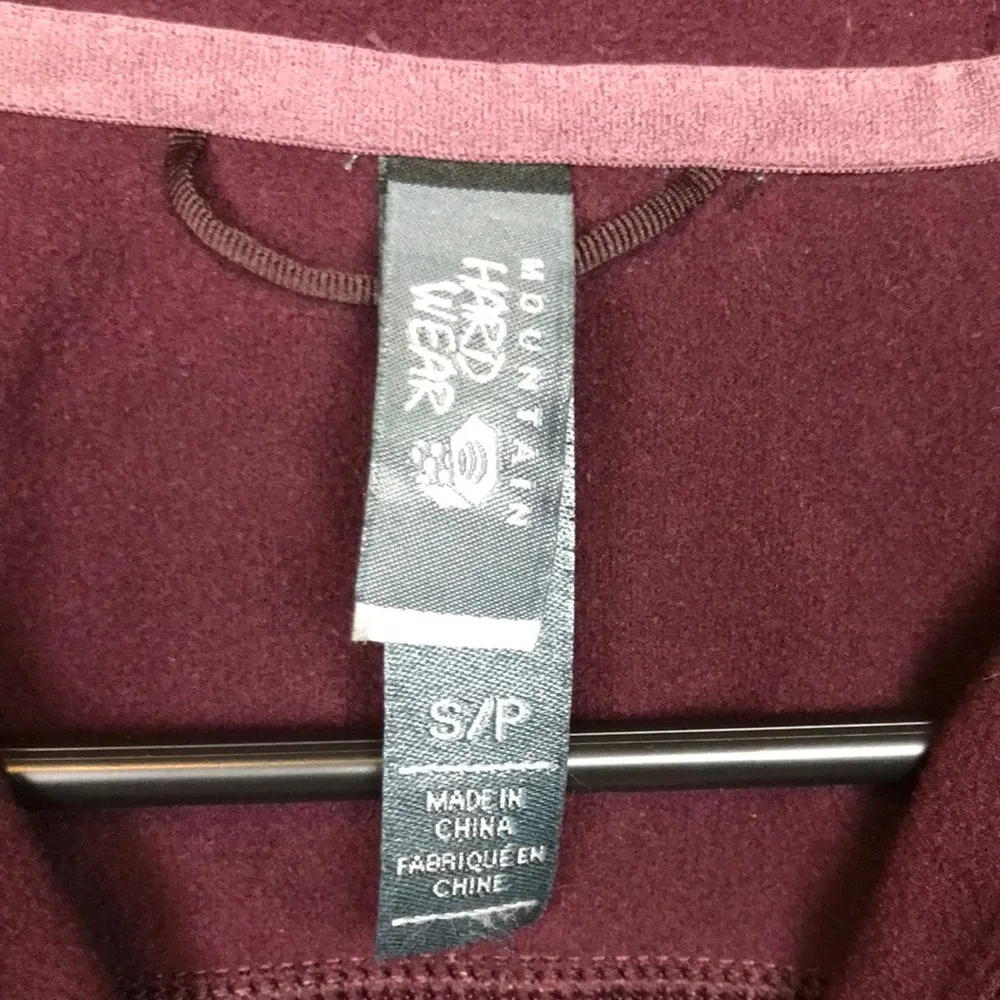 MOUNTAIN
HARD
WEAR
S/P
MADE IN
CHINA
FABRIQUÉ EN
CHINE